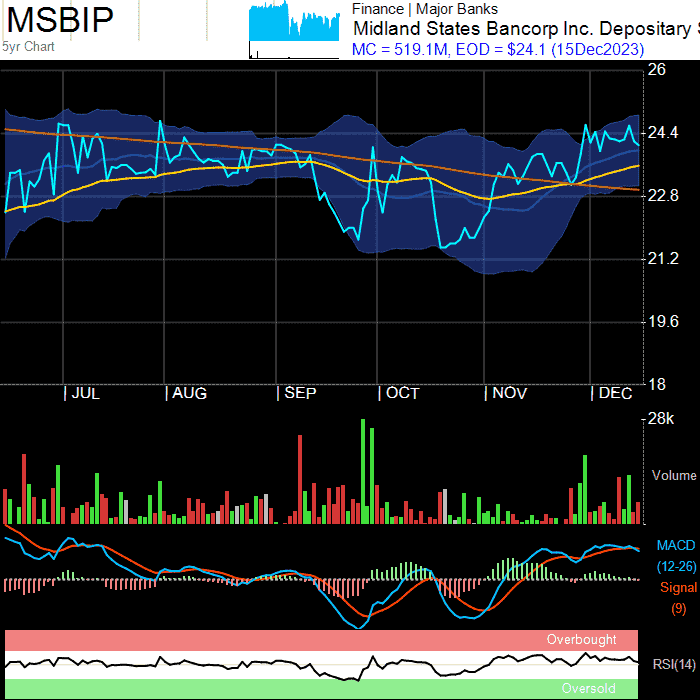 MSBIP
5yr Chart
Finance | Major Banks
Midland States Bancorp Inc. Depositary
MC = 519.1M, EOD = $24.1 (15Dec2023)
26
24.4
22.8
21.2
19.6
18
| JUL | AUG | SEP | OCT | NOV | DEC
28k
Volume
MACD
(12-26)
Signal
(9)
Overbought
RSI(14)
Oversold